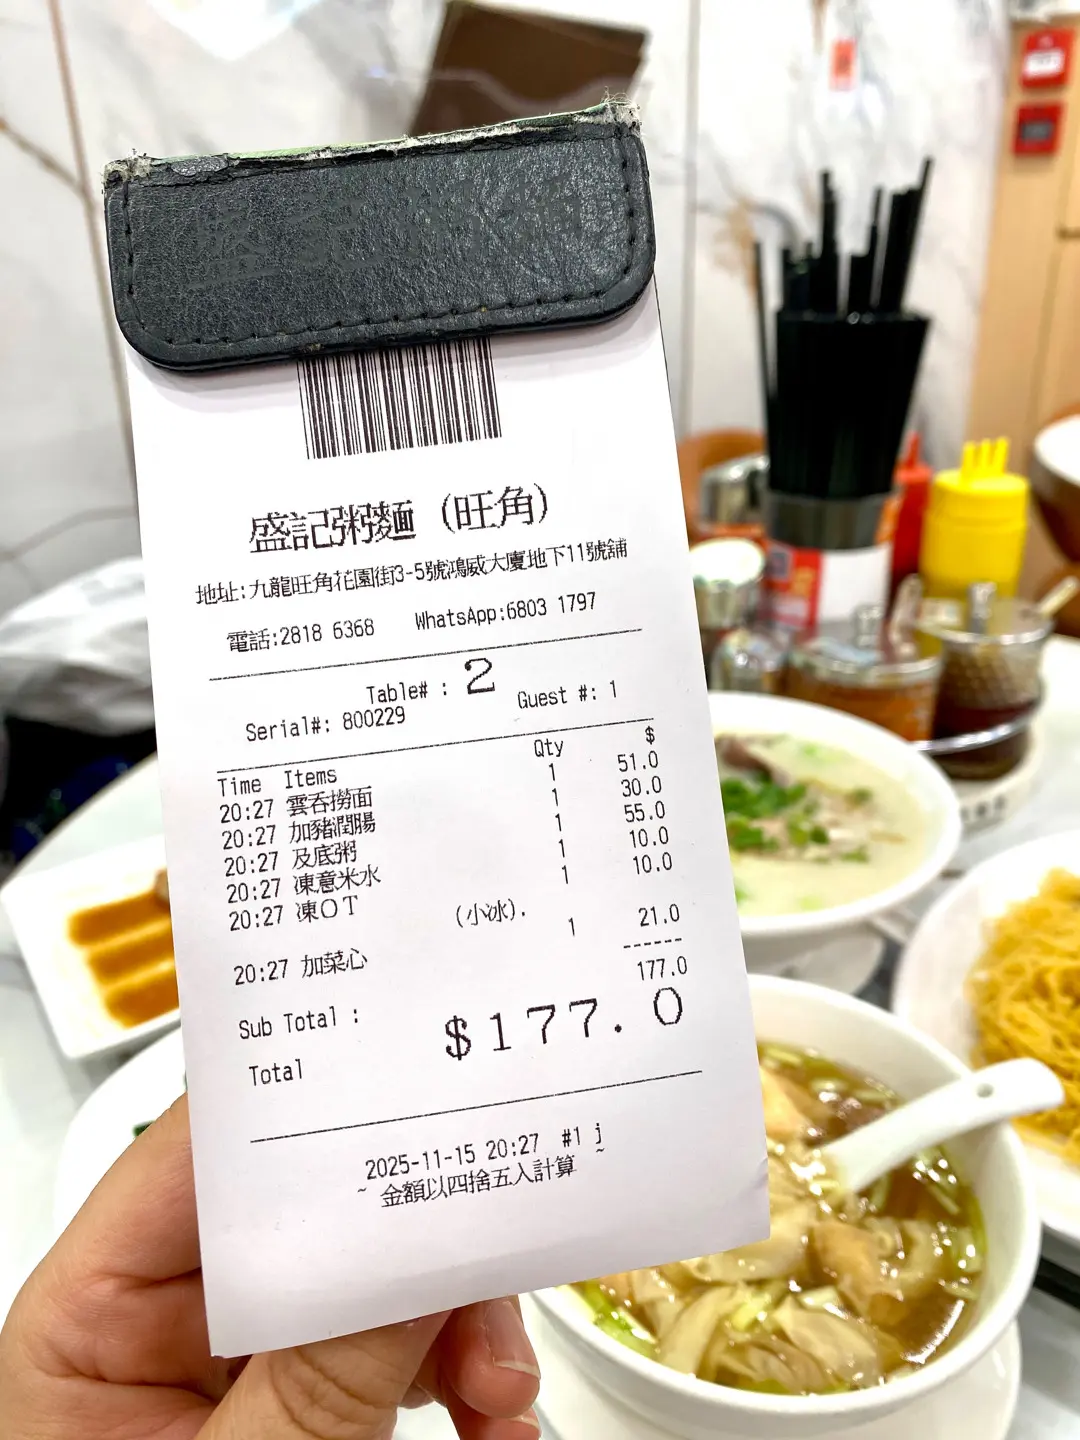 盛記粥麵 (旺角)
地址:九龍旺角花園街3-5號鴻威大廈地下11號舖
電話:2818 6368 WhatsApp:6803 1797
Table# : 2
Serial#: 800229 Guest #: 1
Time Items Qty $
20:27 雲吞撈面 1 51.0
20:27 加豬潤腸 1 30.0
20:27 及底粥 1 55.0
20:27 凍意米水 1 10.0
20:27 凍OT 1 10.0
(小冰).
20:27 加菜心 1 21.0
------
Sub Total : 177.0
Total $177.0
2025-11-15 20:27 #1 j
~ 金額以四捨五入計算 ~